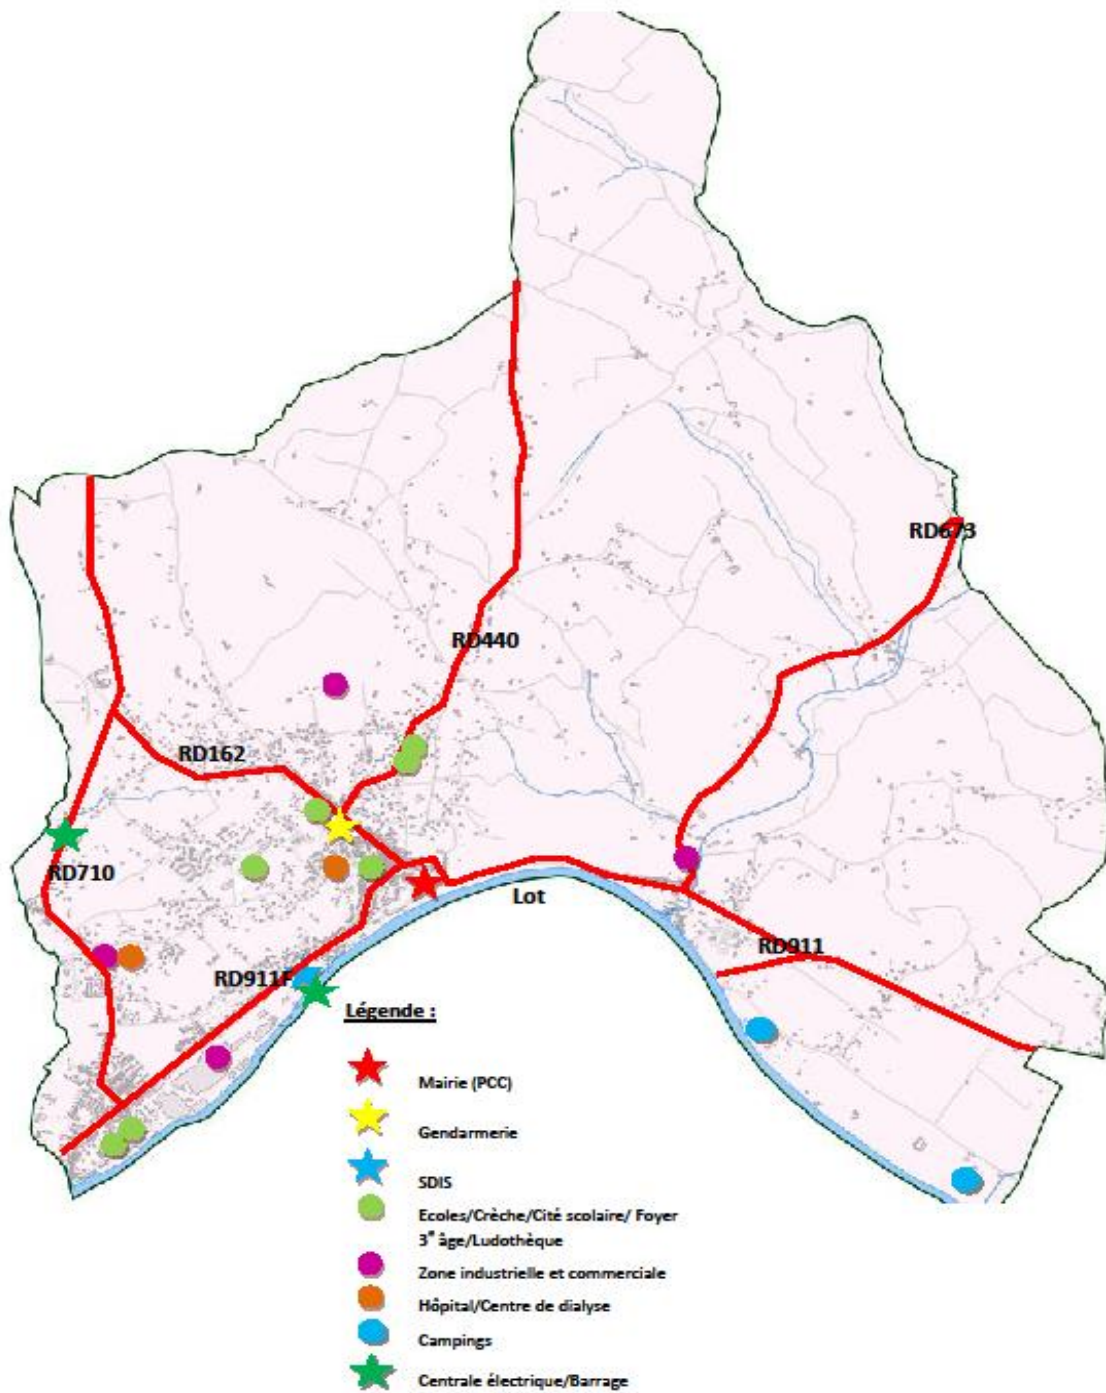 RD673
RD440
RD162
RD710
Lot
RD911
RD911F
Légende :
Mairie (PCC)
Gendarmerie
SDIS
Ecoles/Crèche/Cité scolaire/ Foyer
3e âge/Ludothèque
Zone industrielle et commerciale
Hôpital/Centre de dialyse
Campings
Centrale électrique/Barrage